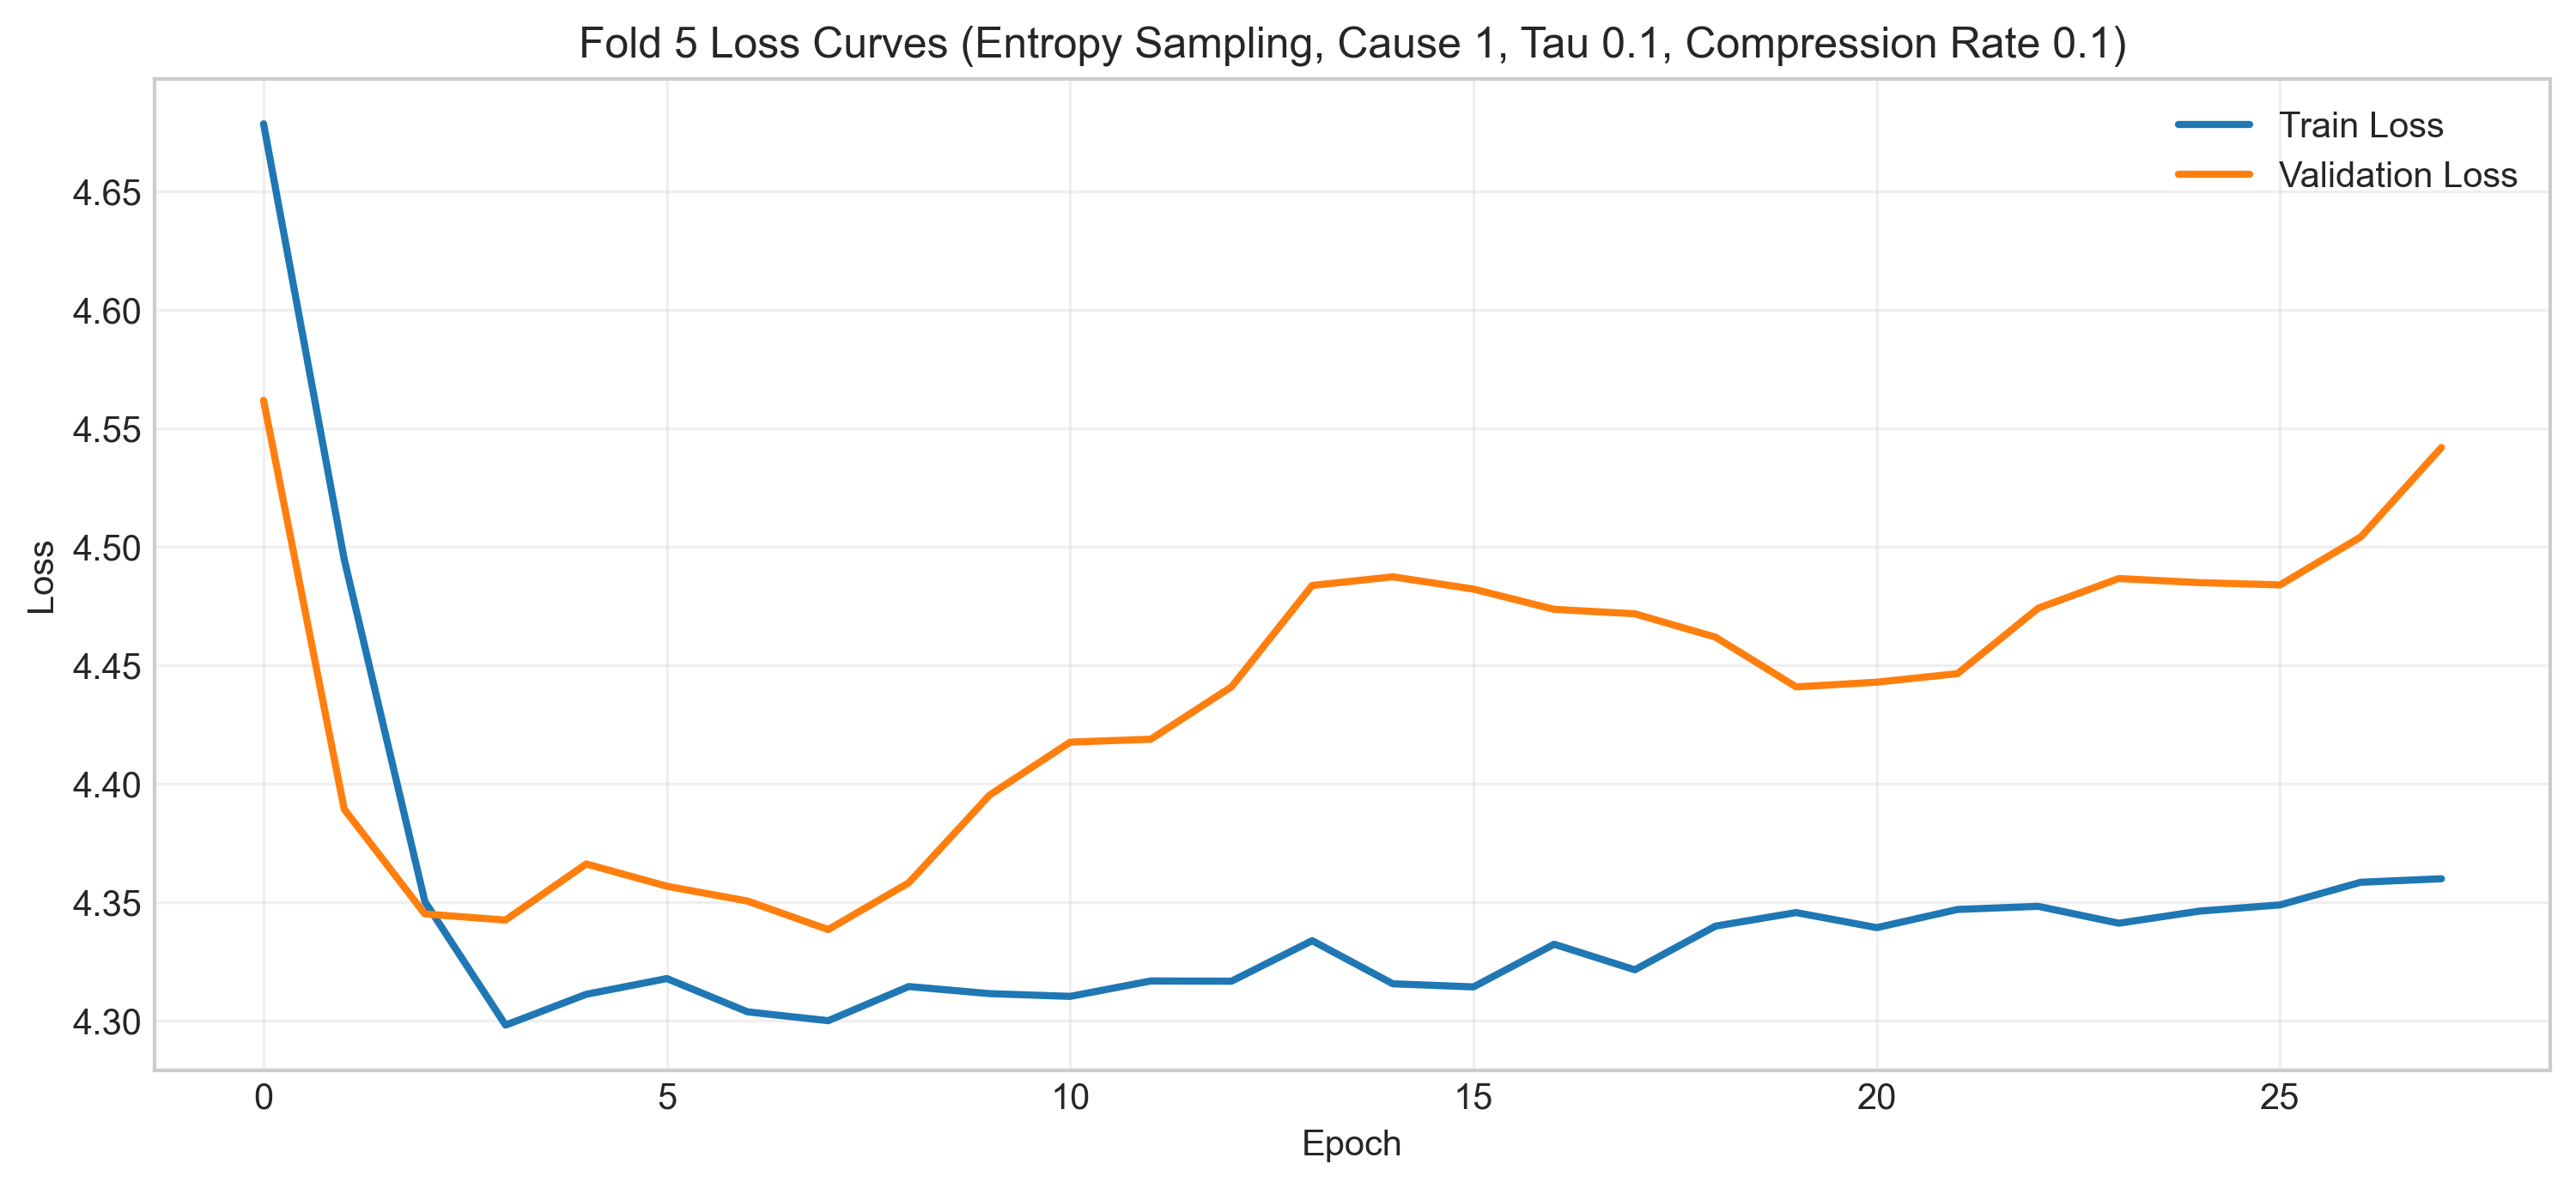 Fold 5 Loss Curves (Entropy Sampling, Cause 1, Tau 0.1, Compression Rate 0.1)
Train Loss
Validation Loss
4.65
4.60
4.55
4.50
4.45
4.40
4.35
4.30
Loss
0 5 10 15 20 25
Epoch